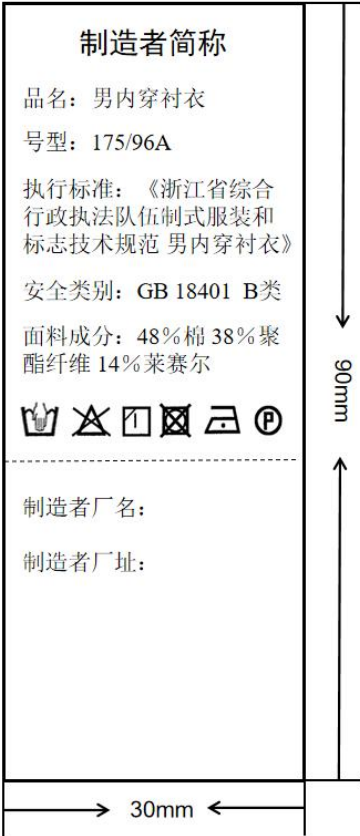 制造者简称
品名：男内穿衬衣
号型：175/96A
执行标准：《浙江省综合
行政执法队伍制式服装和
标志技术规范 男内穿衬衣》
安全类别：GB 18401 B类
面料成分：48%棉 38%聚
酯纤维 14%莱赛尔
P
制造者厂名：
制造者厂址：
90mm
30mm